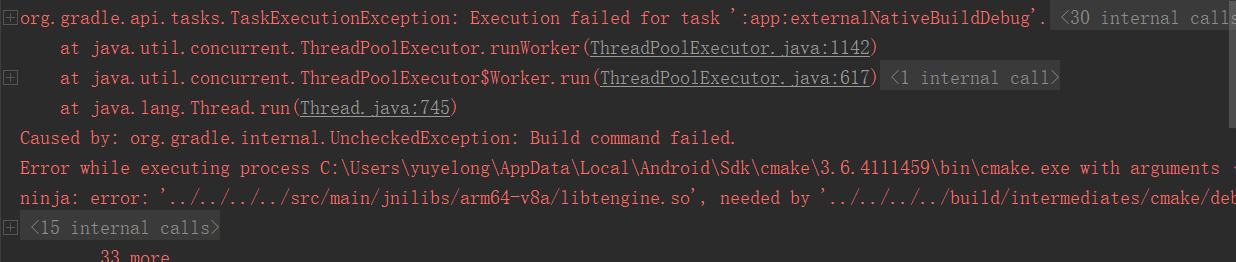 org.gradle.api.tasks.TaskExecutionException: Execution failed for task ':app:externalNativeBuildDebug'. <30 internal calls
at java.util.concurrent.ThreadPoolExecutor.runWorker(ThreadPoolExecutor.java:1142)
at java.util.concurrent.ThreadPoolExecutor$Worker.run(ThreadPoolExecutor.java:617) <1 internal call>
at java.lang.Thread.run(Thread.java:745)
Caused by: org.gradle.internal.UncheckedException: Build command failed.
Error while executing process C:\Users\yuyelong\AppData\Local\Android\Sdk\cmake\3.6.4111459\bin\cmake.exe with arguments
ninja: error: '../../../../src/main/jnilibs/arm64-v8a/libtengine.so', needed by '../../../../build/intermediates/cmake/deb
<15 internal calls>
33 more